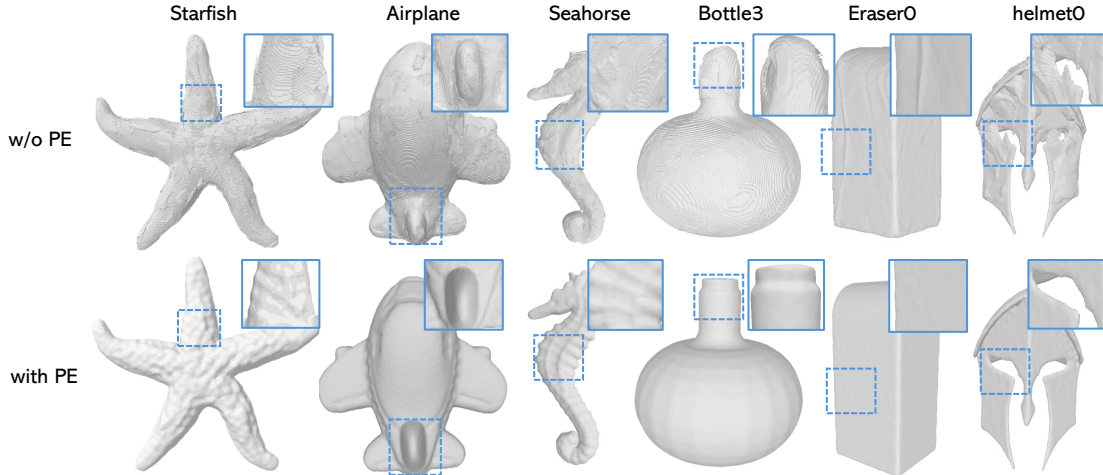 Starfish Airplane Seahorse Bottle3 Eraser0 helmet0
w/o PE
with PE